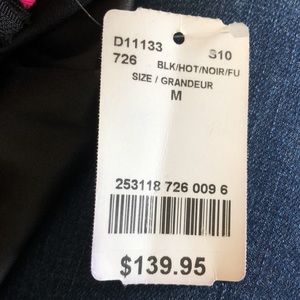 D11133 S10
726 BLK/HOT/NOIR/FU
SIZE / GRANDEUR
M
253118 726 009 6
$139.95